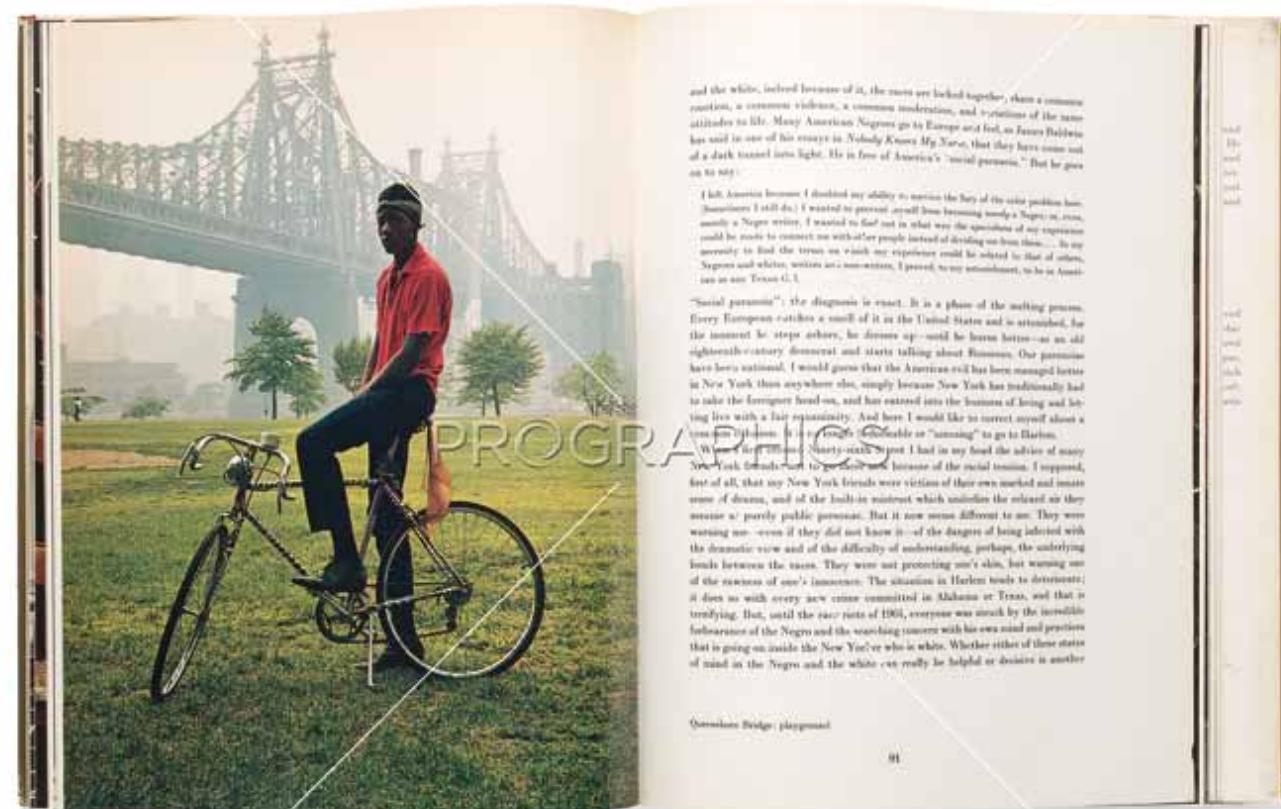 and the white, indeed because of it, the races are locked together, share a common
emotion, a common violence, a common moderation, and variations of the same
attitudes to life. Many American Negroes go to Europe and feel, as James Baldwin
has said in one of his essays in Nobody Knows My Name, that they have come out
of a dark tunnel into light. He is free of America's "social paranoia." But he goes
on to say:
I left America because I doubted my ability to survive the fury of the color problem here.
(Sometimes I still do.) I wanted to prevent myself from becoming merely a Negro; or, even,
merely a Negro writer. I wanted to find out in what way the specialness of my experience
could be made to connect me with other people instead of dividing me from them.... In my
necessity to find the terms on which my experience could be related to that of others,
Negroes and whites, writers and non-writers, I proved, to my astonishment, to be as Ameri-
can as any Texas G.I.
"Social paranoia": the diagnosis is exact. It is a phase of the melting process.
Every European catches a smell of it in the United States and is astonished, for
the moment he steps ashore, he dresses up—until he learns better—as an old
eighteenth-century democrat and starts talking about Rousseau. Our paranoias
have been national. I would guess that the American evil has been managed better
in New York than anywhere else, simply because New York has traditionally had
to take the foreigner head-on, and has entered into the business of living and let-
ting live with a fair equanimity. And here I would like to correct myself about a
common illusion. It is no longer fashionable or "amusing" to go to Harlem.
When I first crossed Ninety-sixth Street I had in my head the advice of many
New York friends not to go there now because of the racial tension. I supposed,
first of all, that my New York friends were victims of their own marked and innate
sense of drama, and of the built-in mistrust which underlies the relaxed air they
assume as purely public personae. But it now seems different to me. They were
warning me—even if they did not know it—of the dangers of being infected with
the dramatic view and of the difficulty of understanding, perhaps, the underlying
bonds between the races. They were not protecting one's skin, but warning one
of the rawness of one's innocence. The situation in Harlem tends to deteriorate;
it does so with every new crime committed in Alabama or Texas, and that is
terrifying. But, until the race riots of 1964, everyone was struck by the incredible
forbearance of the Negro and the searching concern with his own mind and practices
that is going on inside the New Yorker who is white. Whether either of these states
of mind in the Negro and the white can really be helpful or decisive is another
Queensboro Bridge: playground
91
PROGRAPHICS